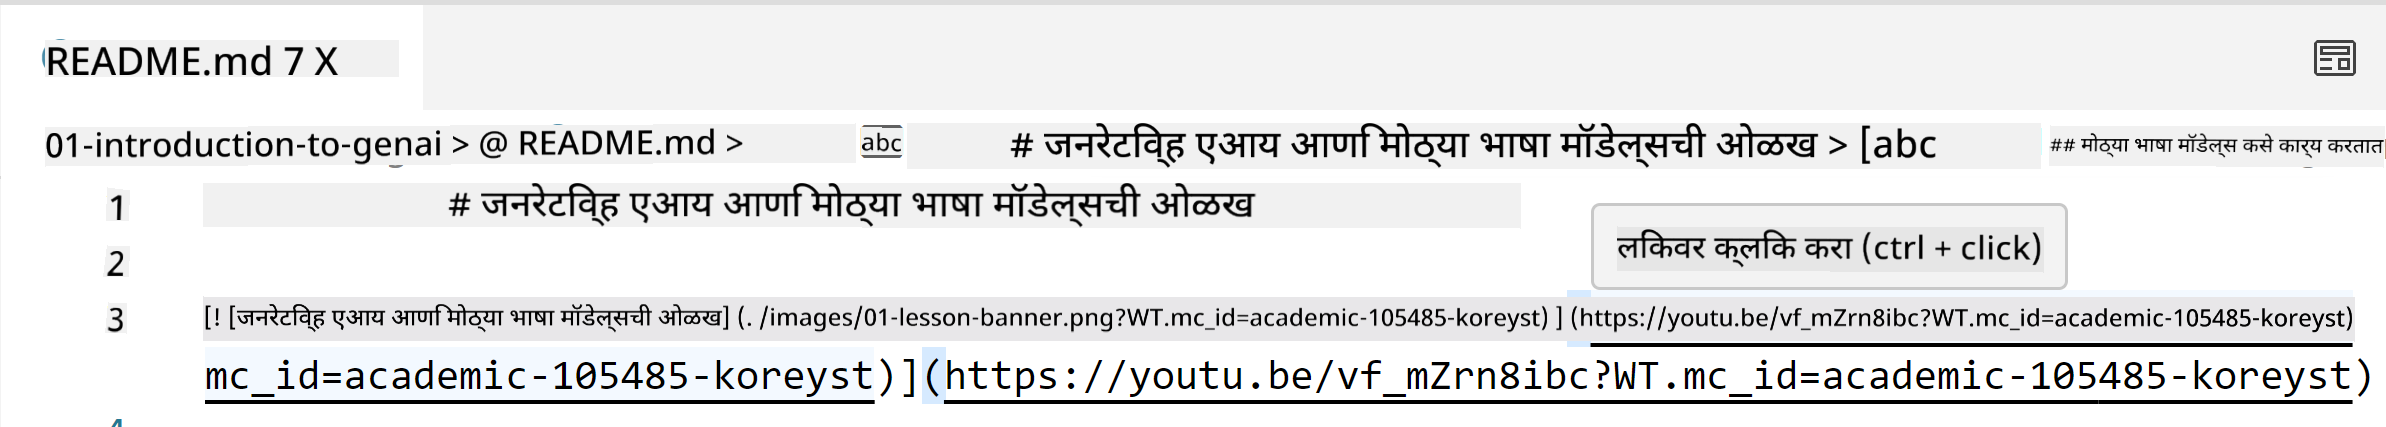 README.md 7 X
01-introduction-to-genai > @ README.md > abc # जनरेटव्हि एआय आणि मोठ्या भाषा मॉडेल्सची ओळख > [abc ## मोठ्या भाषा मॉडेल्स कसे कार्य करतात
1 # जनरेटव्हि एआय आणि मोठ्या भाषा मॉडेल्सची ओळख
2
लिकवर क्लिक करा (ctrl + click)
3 [! [जनरेटव्हि एआय आणि मोठ्या भाषा मॉडेल्सची ओळख] (. /images/01-lesson-banner.png?WT.mc_id=academic-105485-koreyst) ] (https://youtu.be/vf_mZrn8ibc?WT.mc_id=academic-105485-koreyst)
mc_id=academic-105485-koreyst)](https://youtu.be/vf_mZrn8ibc?WT.mc_id=academic-105485-koreyst)